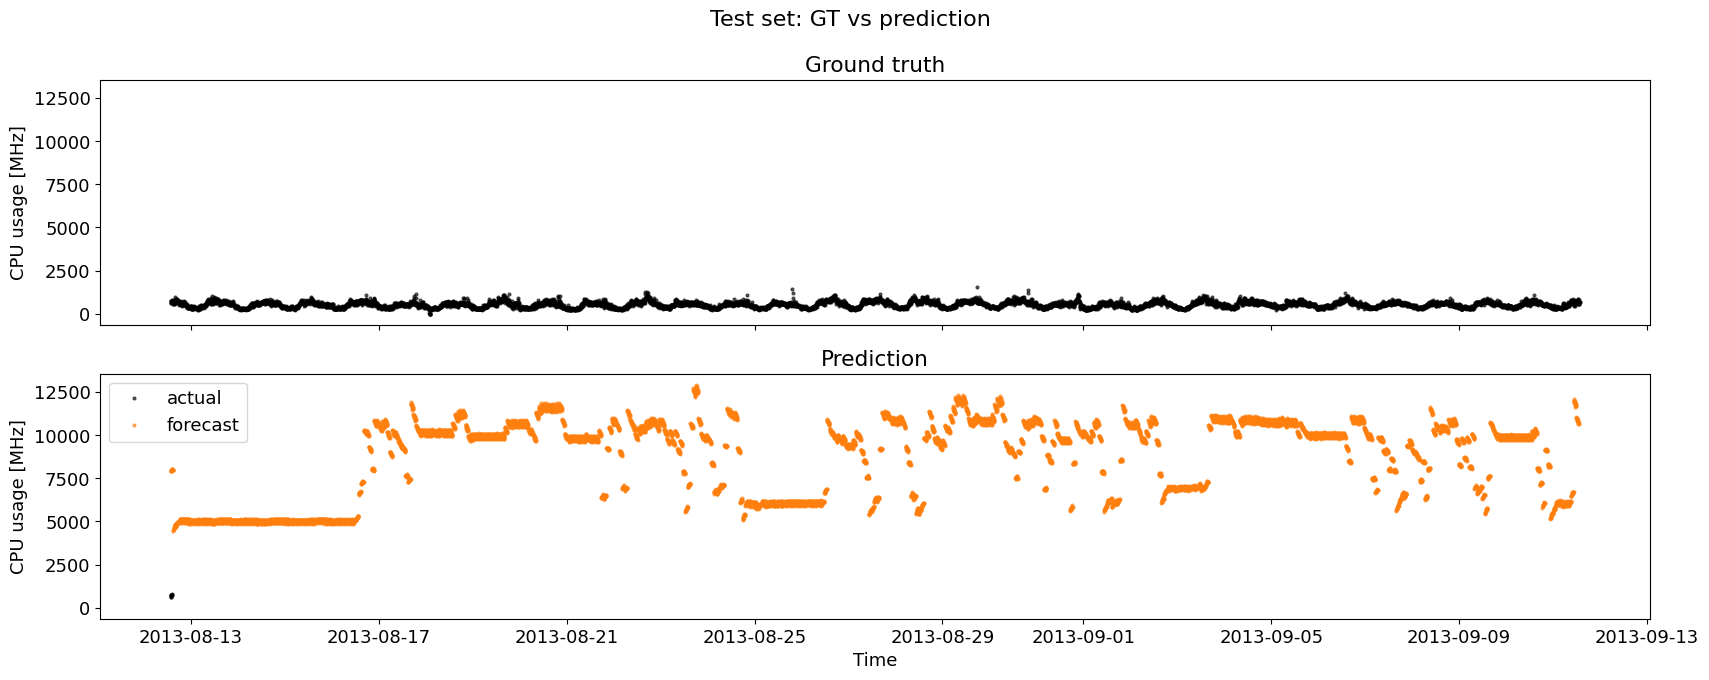 Test set: GT vs prediction
Ground truth
CPU usage [MHz]
12500
10000
7500
5000
2500
0
Prediction
CPU usage [MHz]
12500
10000
7500
5000
2500
0
actual
forecast
2013-08-13 2013-08-17 2013-08-21 2013-08-25 2013-08-29 2013-09-01 2013-09-05 2013-09-09 2013-09-13
Time